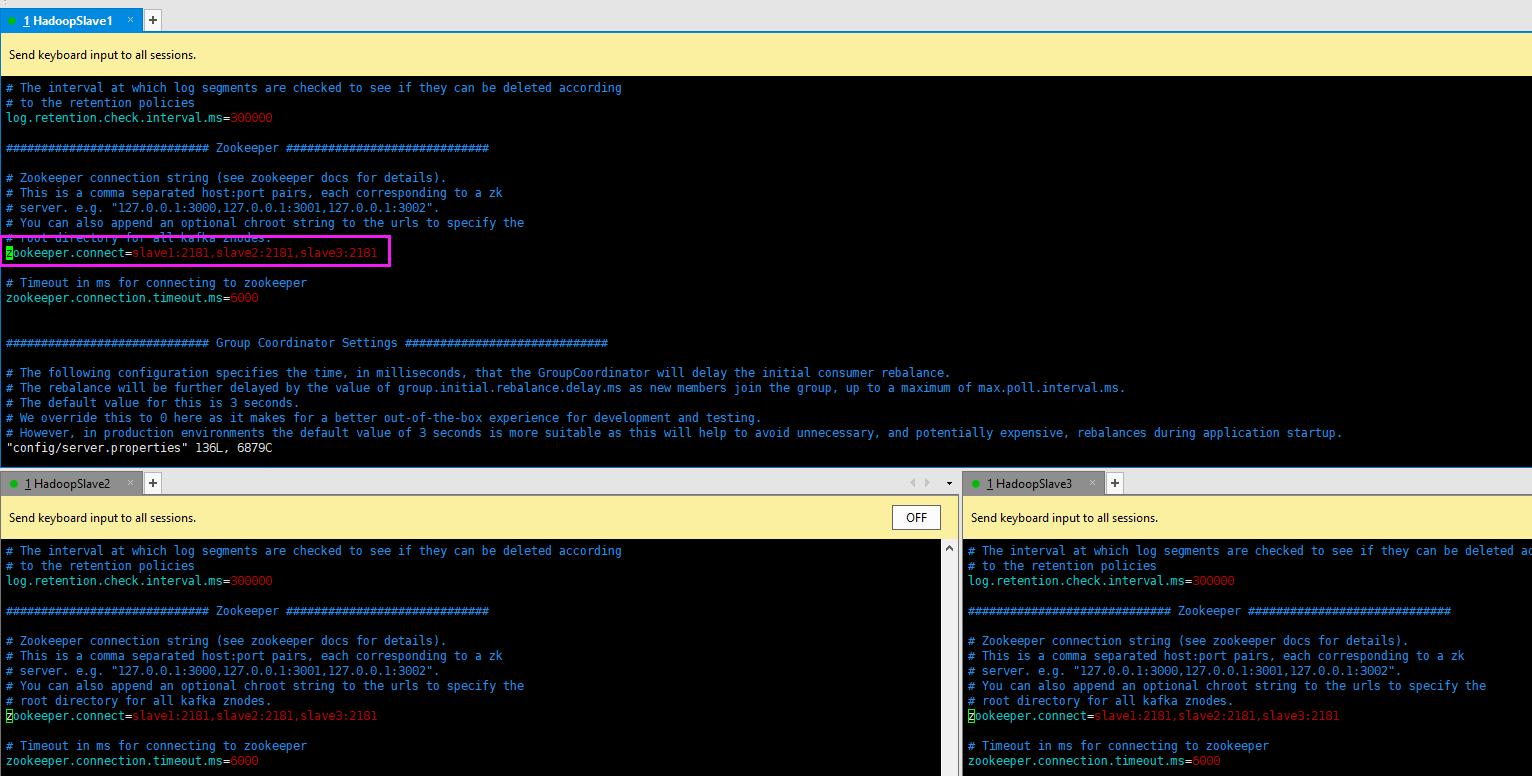 1 HadoopSlave1 × +
Send keyboard input to all sessions.
# The interval at which log segments are checked to see if they can be deleted according
# to the retention policies
log.retention.check.interval.ms=300000
############################# Zookeeper #############################
# Zookeeper connection string (see zookeeper docs for details).
# This is a comma separated host:port pairs, each corresponding to a zk
# server. e.g. "127.0.0.1:3000,127.0.0.1:3001,127.0.0.1:3002".
# You can also append an optional chroot string to the urls to specify the
# root directory for all kafka znodes.
zookeeper.connect=slave1:2181,slave2:2181,slave3:2181
# Timeout in ms for connecting to zookeeper
zookeeper.connection.timeout.ms=6000
############################# Group Coordinator Settings #############################
# The following configuration specifies the time, in milliseconds, that the GroupCoordinator will delay the initial consumer rebalance.
# The rebalance will be further delayed by the value of group.initial.rebalance.delay.ms as new members join the group, up to a maximum of max.poll.interval.ms.
# The default value for this is 3 seconds.
# We override this to 0 here as it makes for a better out-of-the-box experience for development and testing.
# However, in production environments the default value of 3 seconds is more suitable as this will help to avoid unnecessary, and potentially expensive, rebalances during application startup.
"config/server.properties" 136L, 6879C
1 HadoopSlave2 × +
Send keyboard input to all sessions.
OFF
# The interval at which log segments are checked to see if they can be deleted according
# to the retention policies
log.retention.check.interval.ms=300000
############################# Zookeeper #############################
# Zookeeper connection string (see zookeeper docs for details).
# This is a comma separated host:port pairs, each corresponding to a zk
# server. e.g. "127.0.0.1:3000,127.0.0.1:3001,127.0.0.1:3002".
# You can also append an optional chroot string to the urls to specify the
# root directory for all kafka znodes.
zookeeper.connect=slave1:2181,slave2:2181,slave3:2181
# Timeout in ms for connecting to zookeeper
zookeeper.connection.timeout.ms=6000
1 HadoopSlave3 × +
Send keyboard input to all sessions.
# The interval at which log segments are checked to see if they can be deleted ac
# to the retention policies
log.retention.check.interval.ms=300000
############################# Zookeeper #############################
# Zookeeper connection string (see zookeeper docs for details).
# This is a comma separated host:port pairs, each corresponding to a zk
# server. e.g. "127.0.0.1:3000,127.0.0.1:3001,127.0.0.1:3002".
# You can also append an optional chroot string to the urls to specify the
# root directory for all kafka znodes.
zookeeper.connect=slave1:2181,slave2:2181,slave3:2181
# Timeout in ms for connecting to zookeeper
zookeeper.connection.timeout.ms=6000